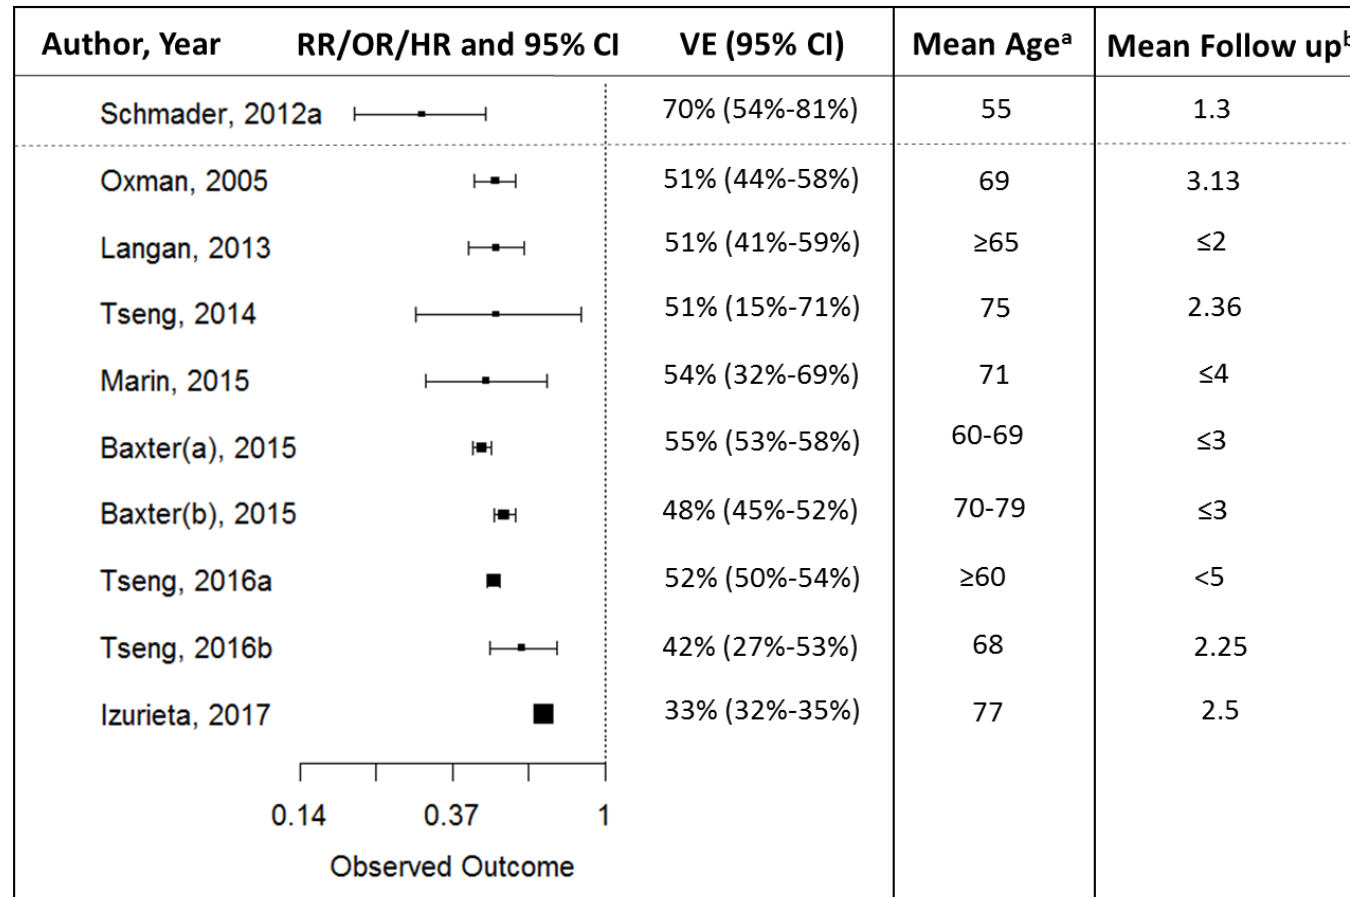 Author, Year RR/OR/HR and 95% CI VE (95% CI) Mean Ageᵃ Mean Follow upᵇ
Schmader, 2012a 70% (54%-81%) 55 1.3
Oxman, 2005 51% (44%-58%) 69 3.13
Langan, 2013 51% (41%-59%) ≥65 ≤2
Tseng, 2014 51% (15%-71%) 75 2.36
Marin, 2015 54% (32%-69%) 71 ≤4
Baxter(a), 2015 55% (53%-58%) 60-69 ≤3
Baxter(b), 2015 48% (45%-52%) 70-79 ≤3
Tseng, 2016a 52% (50%-54%) ≥60 <5
Tseng, 2016b 42% (27%-53%) 68 2.25
Izurieta, 2017 33% (32%-35%) 77 2.5
0.14 0.37 1
Observed Outcome